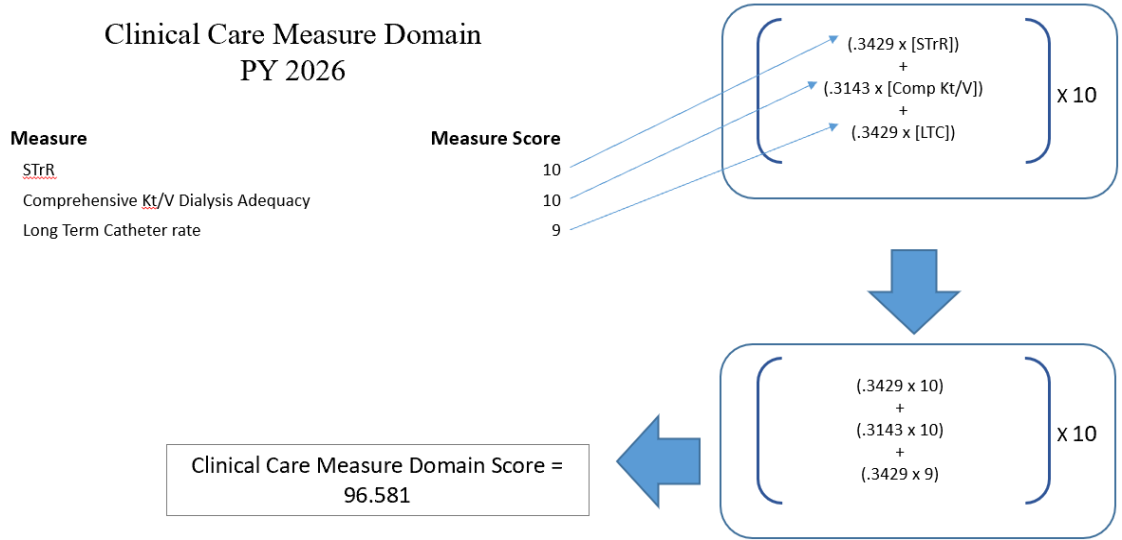 Clinical Care Measure Domain
PY 2026
Measure Measure Score
STrR 10
Comprehensive Kt/V Dialysis Adequacy 10
Long Term Catheter rate 9
(.3429 x [STrR])
+
(.3143 x [Comp Kt/V])
+
(.3429 x [LTC])
X 10
(.3429 x 10)
+
(.3143 x 10)
+
(.3429 x 9)
X 10
Clinical Care Measure Domain Score =
96.581